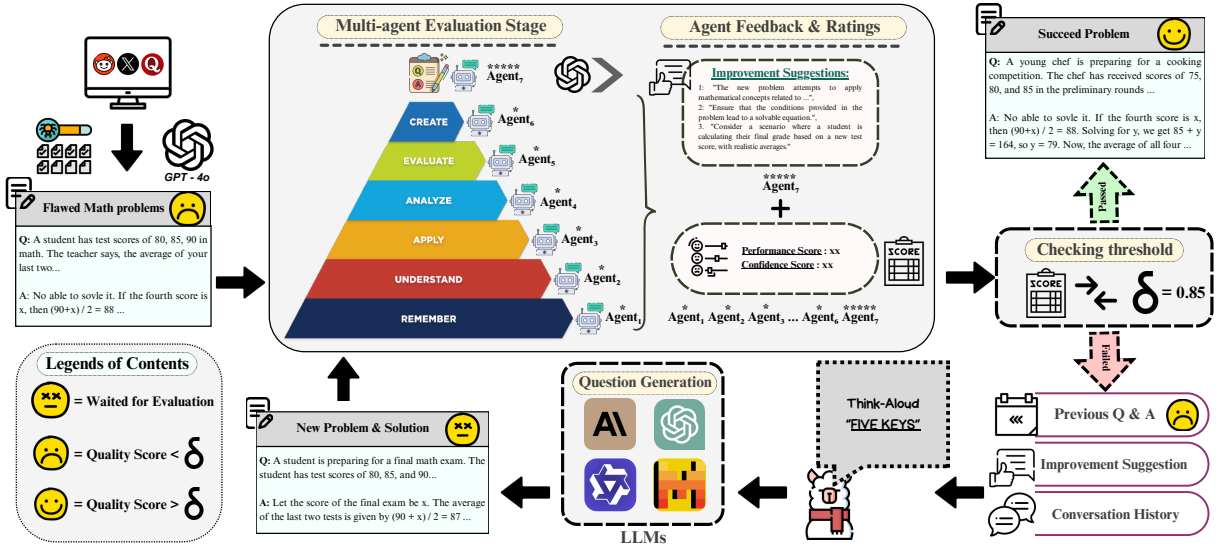 Multi-agent Evaluation Stage
*****
Agent7
CREATE
*
Agent6
EVALUATE
*
Agent5
ANALYZE
*
Agent4
APPLY
*
Agent3
UNDERSTAND
*
Agent2
REMEMBER
*
Agent1
Agent Feedback & Ratings
Improvement Suggestions:
1: "The new problem attempts to apply
mathematical concepts related to ...",
2: "Ensure that the conditions provided in the
problem lead to a solvable equation.",
3. "Consider a scenario where a student is
calculating their final grade based on a new test
score, with realistic averages."
*****
Agent7
+
Performance Score : xx
Confidence Score : xx
SCORE
* * * * *****
Agent1 Agent2 Agent3 ... Agent6 Agent7
GPT - 4o
Flawed Math problems
Q: A student has test scores of 80, 85, 90 in
math. The teacher says, the average of your
last two...
A: No able to sovle it. If the fourth score is
x, then (90+x) / 2 = 88 ...
Succeed Problem
Q: A young chef is preparing for a cooking
competition. The chef has received scores of 75,
80, and 85 in the preliminary rounds ...
A: No able to sovle it. If the fourth score is x,
then (90+x) / 2 = 88. Solving for y, we get 85 + y
= 164, so y = 79. Now, the average of all four ...
Passed
Checking threshold
SCORE
δ = 0.85
Failed
Previous Q & A
Improvement Suggestion
Conversation History
Think-Aloud
"FIVE KEYS"
Question Generation
LLMs
New Problem & Solution
Q: A student is preparing for a final math exam. The
student has test scores of 80, 85, and 90...
A: Let the score of the final exam be x. The average
of the last two tests is given by (90 + x) / 2 = 87 ...
Legends of Contents
= Waited for Evaluation
= Quality Score < δ
= Quality Score > δ